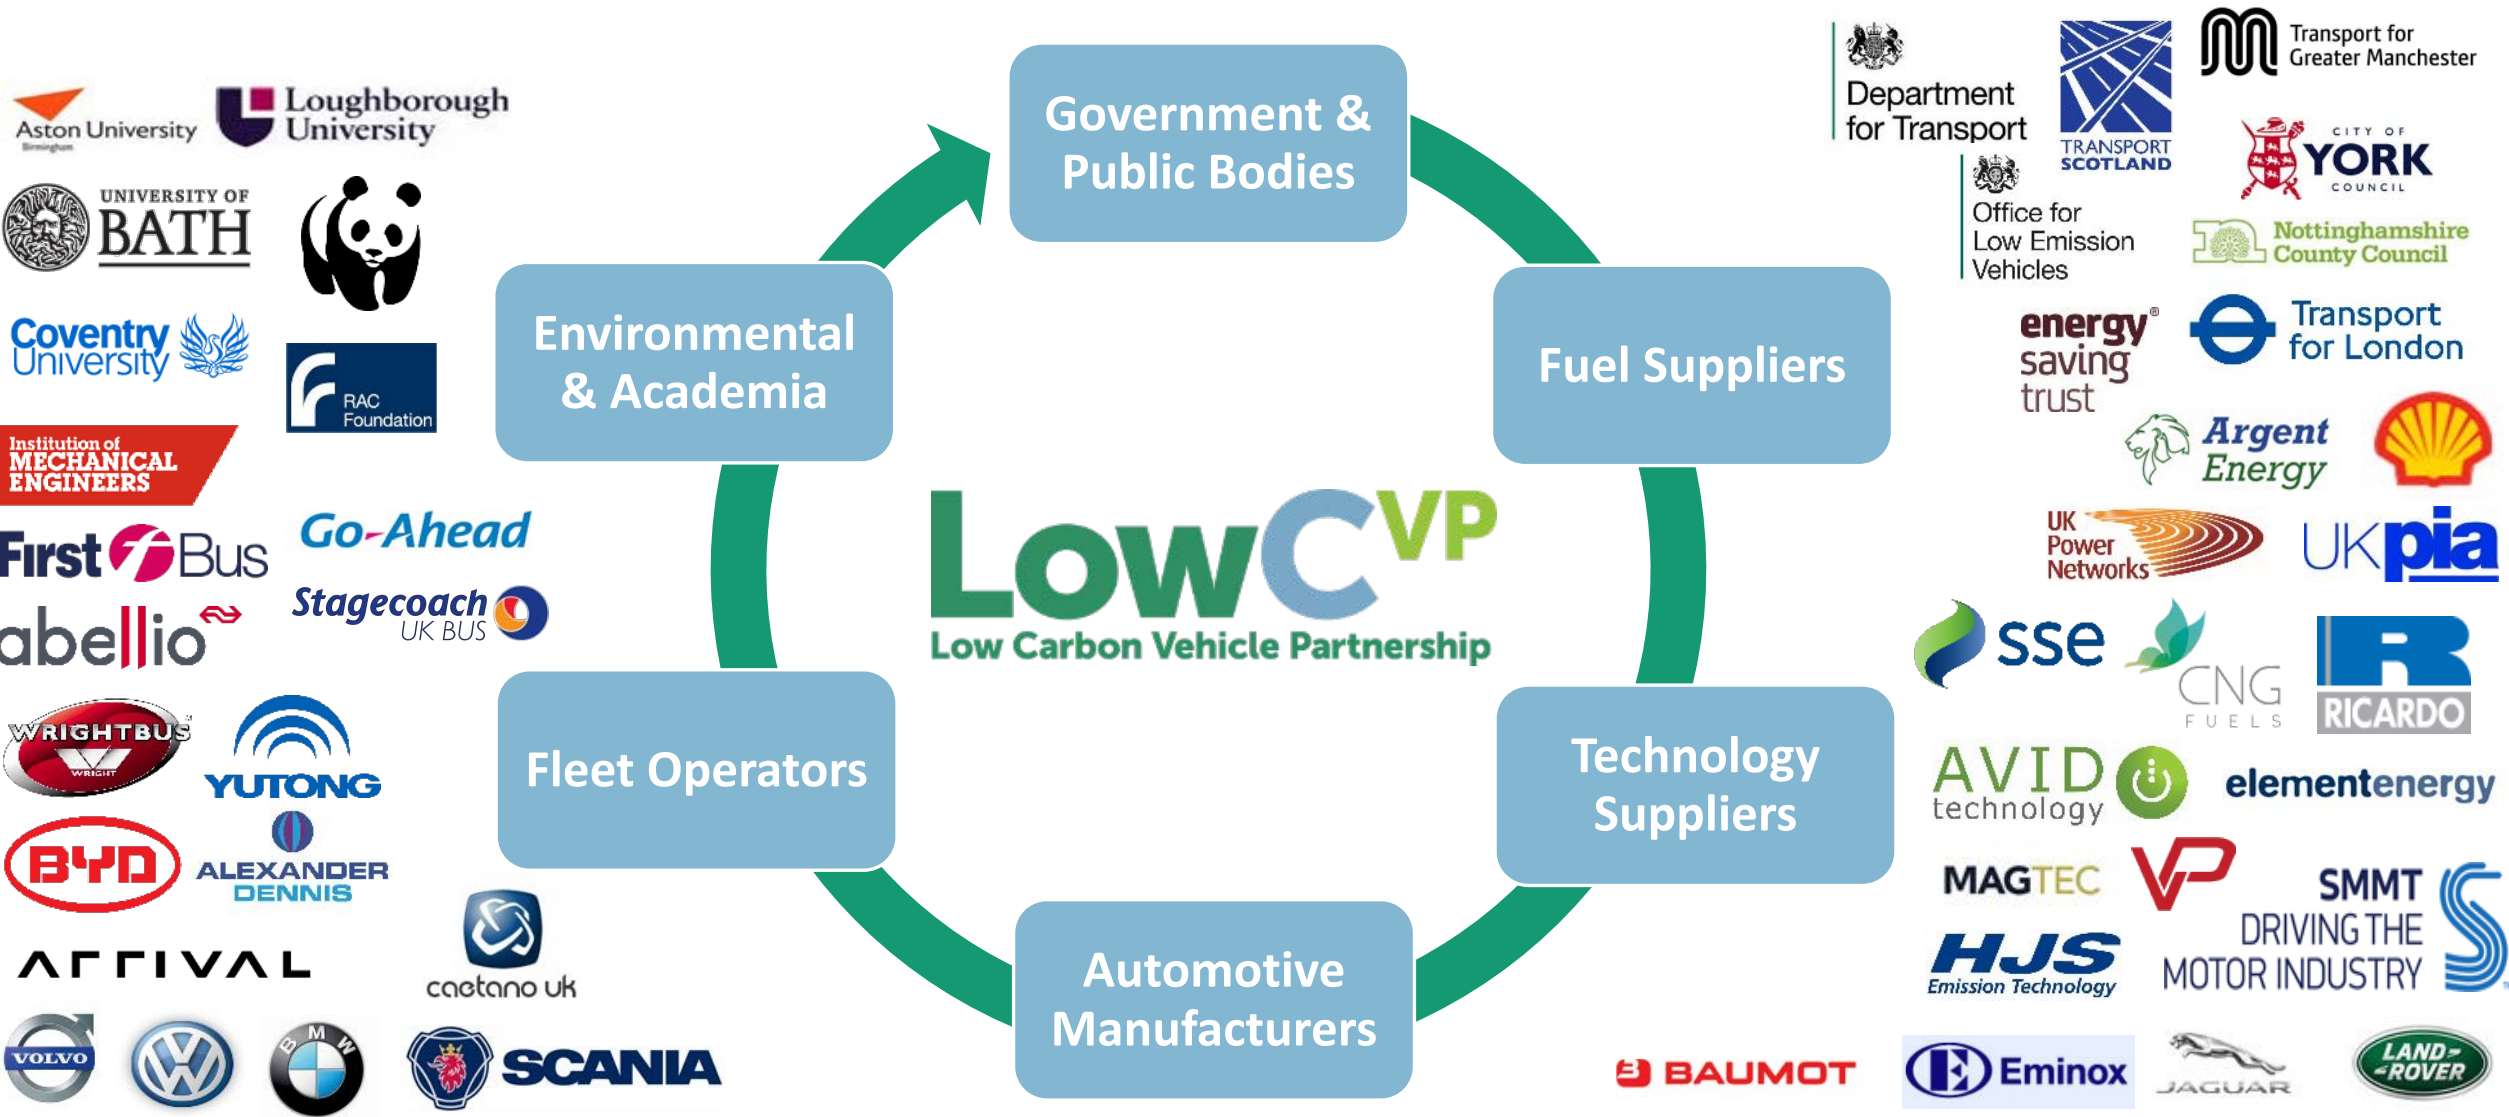 Aston University
Birmingham
Loughborough
University
UNIVERSITY OF
BATH
Coventry
University
RAC
Foundation
Institution of
MECHANICAL
ENGINEERS
First Bus
Go-Ahead
Stagecoach
UK BUS
abellio
WRIGHTBUS
WRIGHT
YUTONG
BYD
ALEXANDER
DENNIS
ARRIVAL
caetano uk
VOLVO
VW
BMW
SCANIA
Government &
Public Bodies
Environmental
& Academia
Fuel Suppliers
LowCVP
Low Carbon Vehicle Partnership
Fleet Operators
Technology
Suppliers
Automotive
Manufacturers
Department
for Transport
TRANSPORT
SCOTLAND
Transport for
Greater Manchester
CITY OF
YORK
COUNCIL
Office for
Low Emission
Vehicles
Nottinghamshire
County Council
energy®
saving
trust
Transport
for London
Argent
Energy
UK
Power
Networks
UKpia
sse
CNG
FUELS
R
RICARDO
AVID
technology
elementenergy
MAGTEC
VP
SMMT
DRIVING THE
MOTOR INDUSTRY
HJS
Emission Technology
B BAUMOT
E Eminox
JAGUAR
LAND-
-ROVER